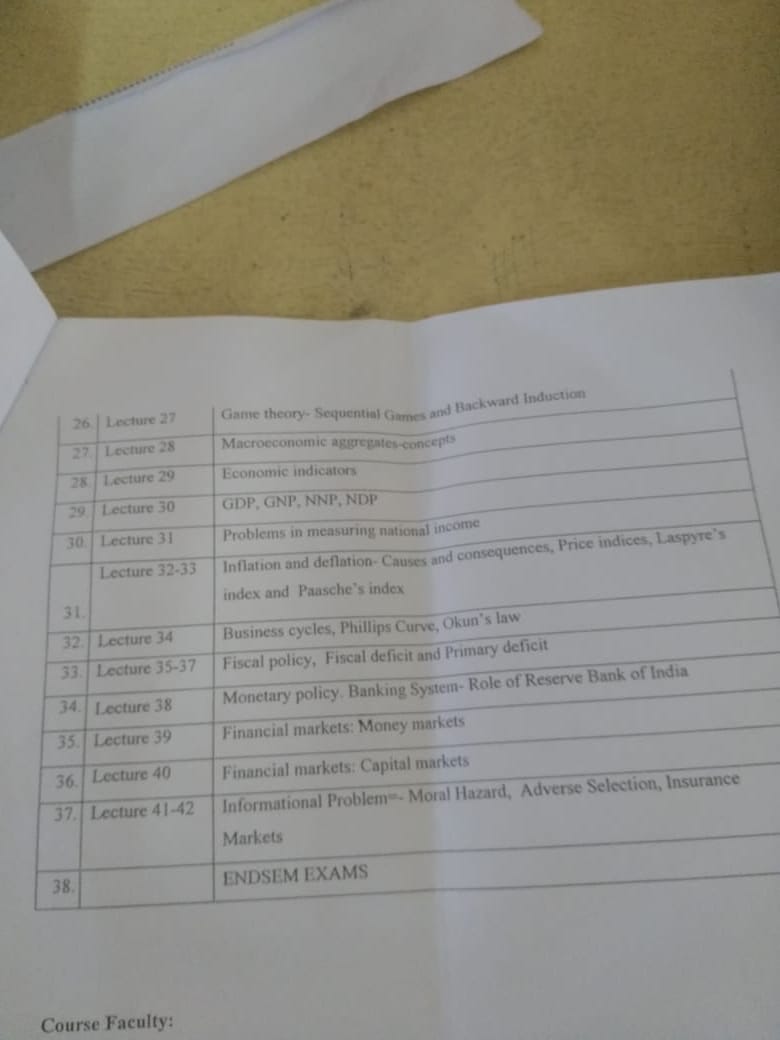 26. Lecture 27 Game theory- Sequential Games and Backward Induction
27. Lecture 28 Macroeconomic aggregates-concepts
28. Lecture 29 Economic indicators
29. Lecture 30 GDP, GNP, NNP, NDP
30. Lecture 31 Problems in measuring national income
Lecture 32-33 Inflation and deflation- Causes and consequences, Price indices, Laspyre's
index and Paasche's index
31.
32. Lecture 34 Business cycles, Phillips Curve, Okun's law
33. Lecture 35-37 Fiscal policy, Fiscal deficit and Primary deficit
34. Lecture 38 Monetary policy. Banking System- Role of Reserve Bank of India
35. Lecture 39 Financial markets: Money markets
36. Lecture 40 Financial markets: Capital markets
37. Lecture 41-42 Informational Problem=- Moral Hazard, Adverse Selection, Insurance
Markets
38. ENDSEM EXAMS
Course Faculty: